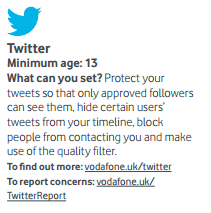 Twitter
Minimum age: 13
What can you set? Protect your
tweets so that only approved followers
can see them, hide certain users'
tweets from your timeline, block
people from contacting you and make
use of the quality filter.
To find out more: vodafone.uk/twitter
To report concerns: vodafone.uk/
TwitterReport